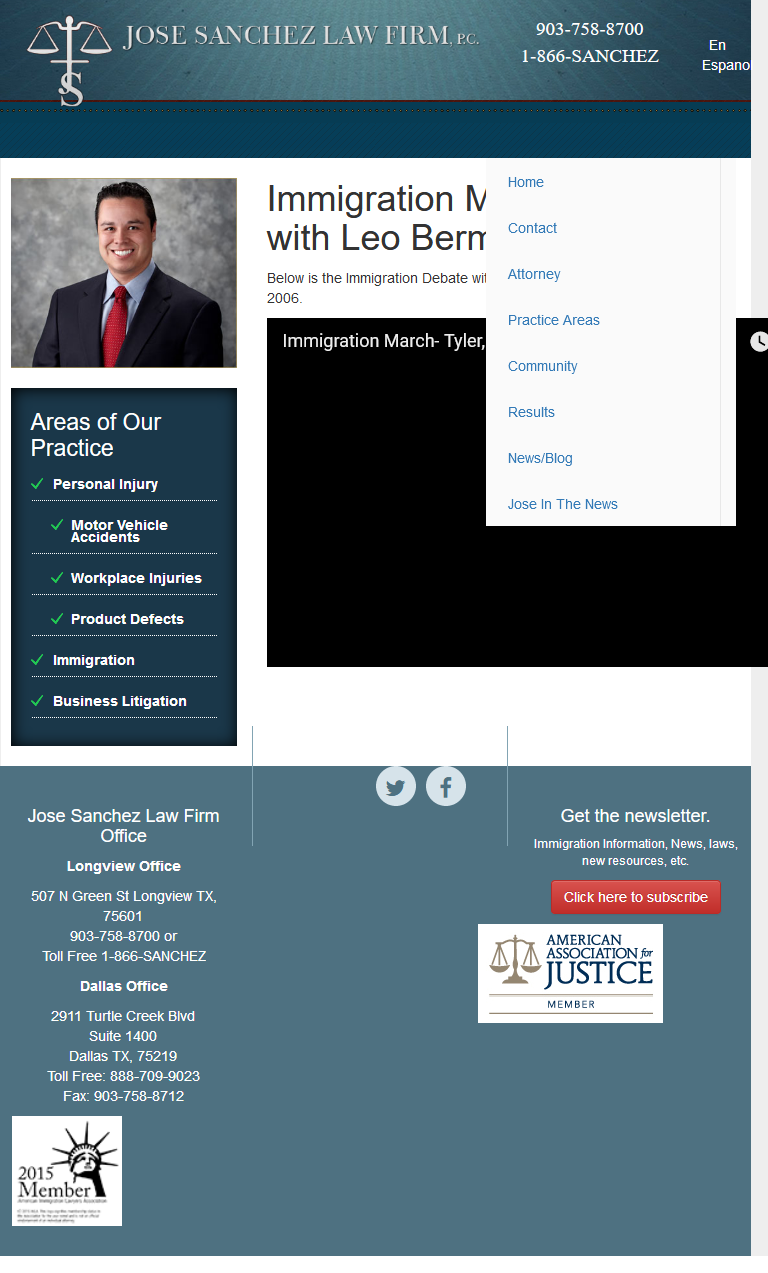 JOSE SANCHEZ LAW FIRM, P.C.
903-758-8700
1-866-SANCHEZ
En
Espano
Home
Contact
Attorney
Practice Areas
Community
Results
News/Blog
Jose In The News
Immigration M
with Leo Berm
Below is the Immigration Debate wit
2006.
Immigration March- Tyler,
Areas of Our
Practice
Personal Injury
Motor Vehicle
Accidents
Workplace Injuries
Product Defects
Immigration
Business Litigation
Jose Sanchez Law Firm
Office
Longview Office
507 N Green St Longview TX,
75601
903-758-8700 or
Toll Free 1-866-SANCHEZ
Dallas Office
2911 Turtle Creek Blvd
Suite 1400
Dallas TX, 75219
Toll Free: 888-709-9023
Fax: 903-758-8712
2015
Member
American Immigration Lawyers Association
Get the newsletter.
Immigration Information, News, laws,
new resources, etc.
Click here to subscribe
AMERICAN
ASSOCIATION for
JUSTICE
MEMBER